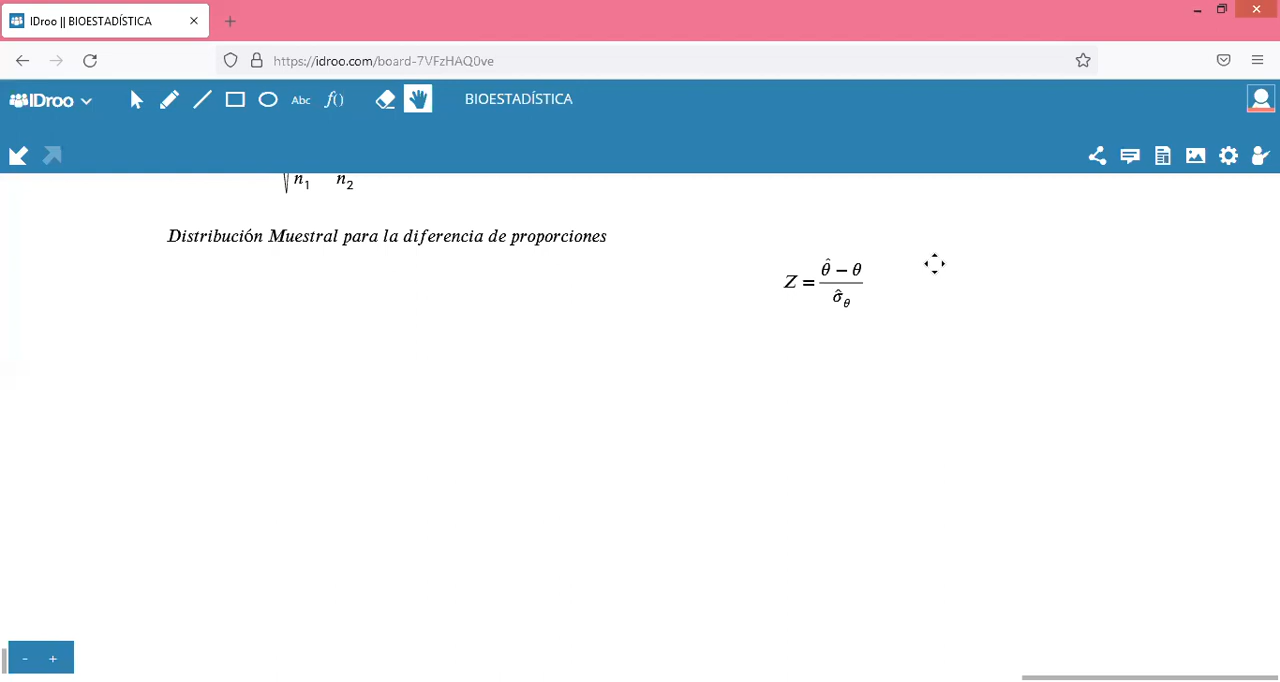 IDroo || BIOESTADÍSTICA
https://idroo.com/board-7VFzHAQ0ve
IDroo
Abc
f()
BIOESTADÍSTICA
n₁ n₂
Distribución Muestral para la diferencia de proporciones
Z = (θ̂ − θ) / σ̂_θ
- +